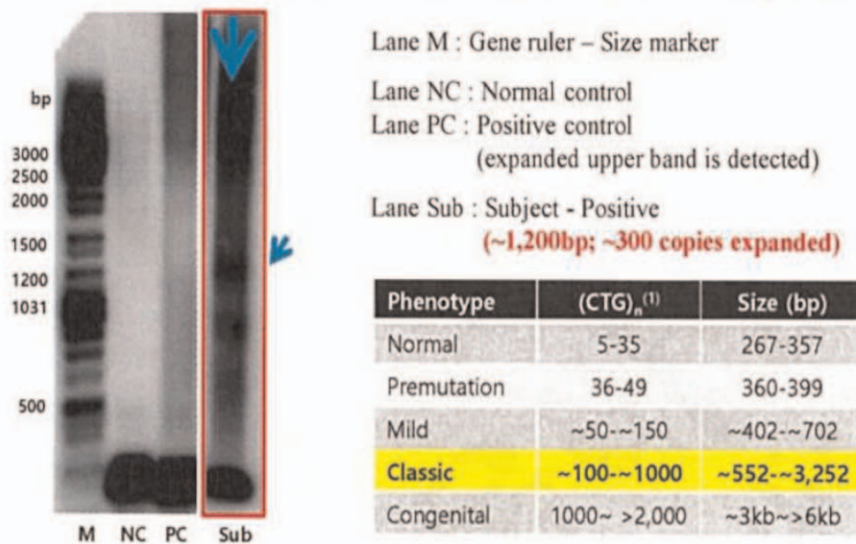 bp
3000
2500
2000
1500
1200
1031
500
M NC PC Sub
Lane M : Gene ruler – Size marker
Lane NC : Normal control
Lane PC : Positive control
(expanded upper band is detected)
Lane Sub : Subject - Positive
(~1,200bp; ~300 copies expanded)
Phenotype (CTG)n(1) Size (bp)
Normal 5-35 267-357
Premutation 36-49 360-399
Mild ~50-~150 ~402-~702
Classic ~100-~1000 ~552-~3,252
Congenital 1000~ >2,000 ~3kb~>6kb